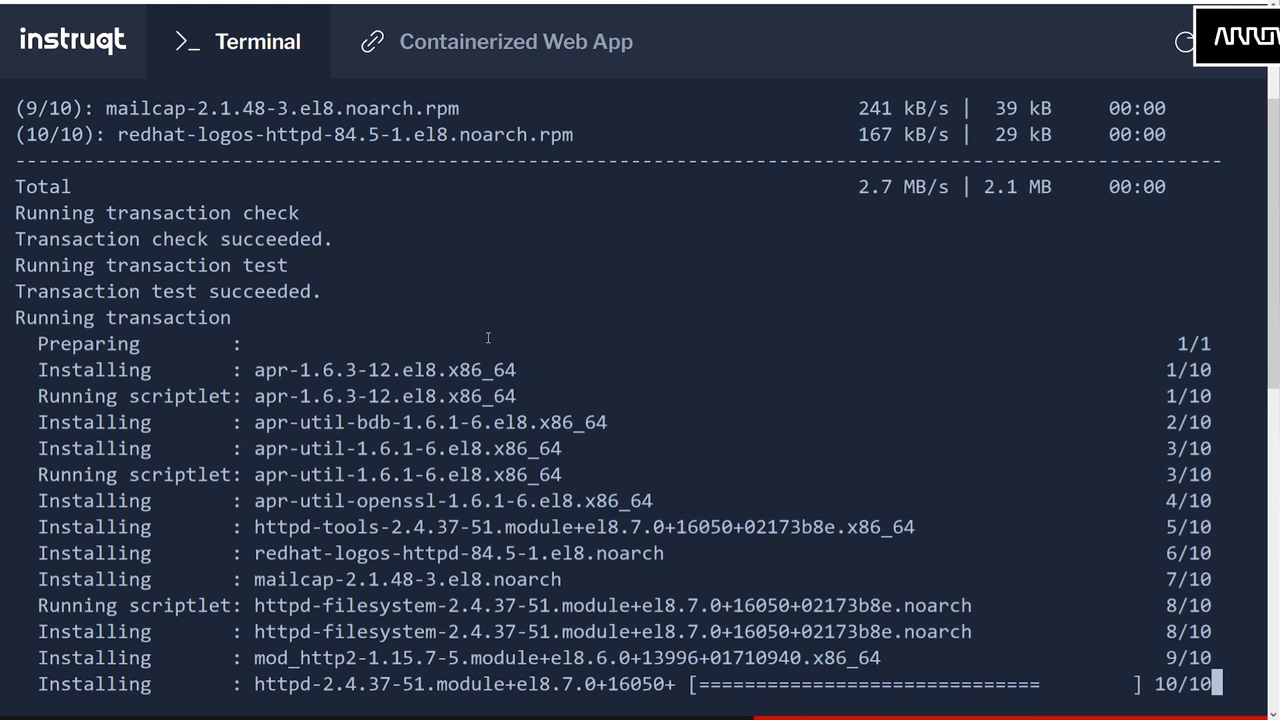 instruqt
>_ Terminal
Containerized Web App
(9/10): mailcap-2.1.48-3.el8.noarch.rpm 241 kB/s | 39 kB 00:00
(10/10): redhat-logos-httpd-84.5-1.el8.noarch.rpm 167 kB/s | 29 kB 00:00
--------------------------------------------------------------------------------
Total 2.7 MB/s | 2.1 MB 00:00
Running transaction check
Transaction check succeeded.
Running transaction test
Transaction test succeeded.
Running transaction
Preparing : 1/1
Installing : apr-1.6.3-12.el8.x86_64 1/10
Running scriptlet: apr-1.6.3-12.el8.x86_64 1/10
Installing : apr-util-bdb-1.6.1-6.el8.x86_64 2/10
Installing : apr-util-1.6.1-6.el8.x86_64 3/10
Running scriptlet: apr-util-1.6.1-6.el8.x86_64 3/10
Installing : apr-util-openssl-1.6.1-6.el8.x86_64 4/10
Installing : httpd-tools-2.4.37-51.module+el8.7.0+16050+02173b8e.x86_64 5/10
Installing : redhat-logos-httpd-84.5-1.el8.noarch 6/10
Installing : mailcap-2.1.48-3.el8.noarch 7/10
Running scriptlet: httpd-filesystem-2.4.37-51.module+el8.7.0+16050+02173b8e.noarch 8/10
Installing : httpd-filesystem-2.4.37-51.module+el8.7.0+16050+02173b8e.noarch 8/10
Installing : mod_http2-1.15.7-5.module+el8.6.0+13996+01710940.x86_64 9/10
Installing : httpd-2.4.37-51.module+el8.7.0+16050+ [============================== ] 10/10